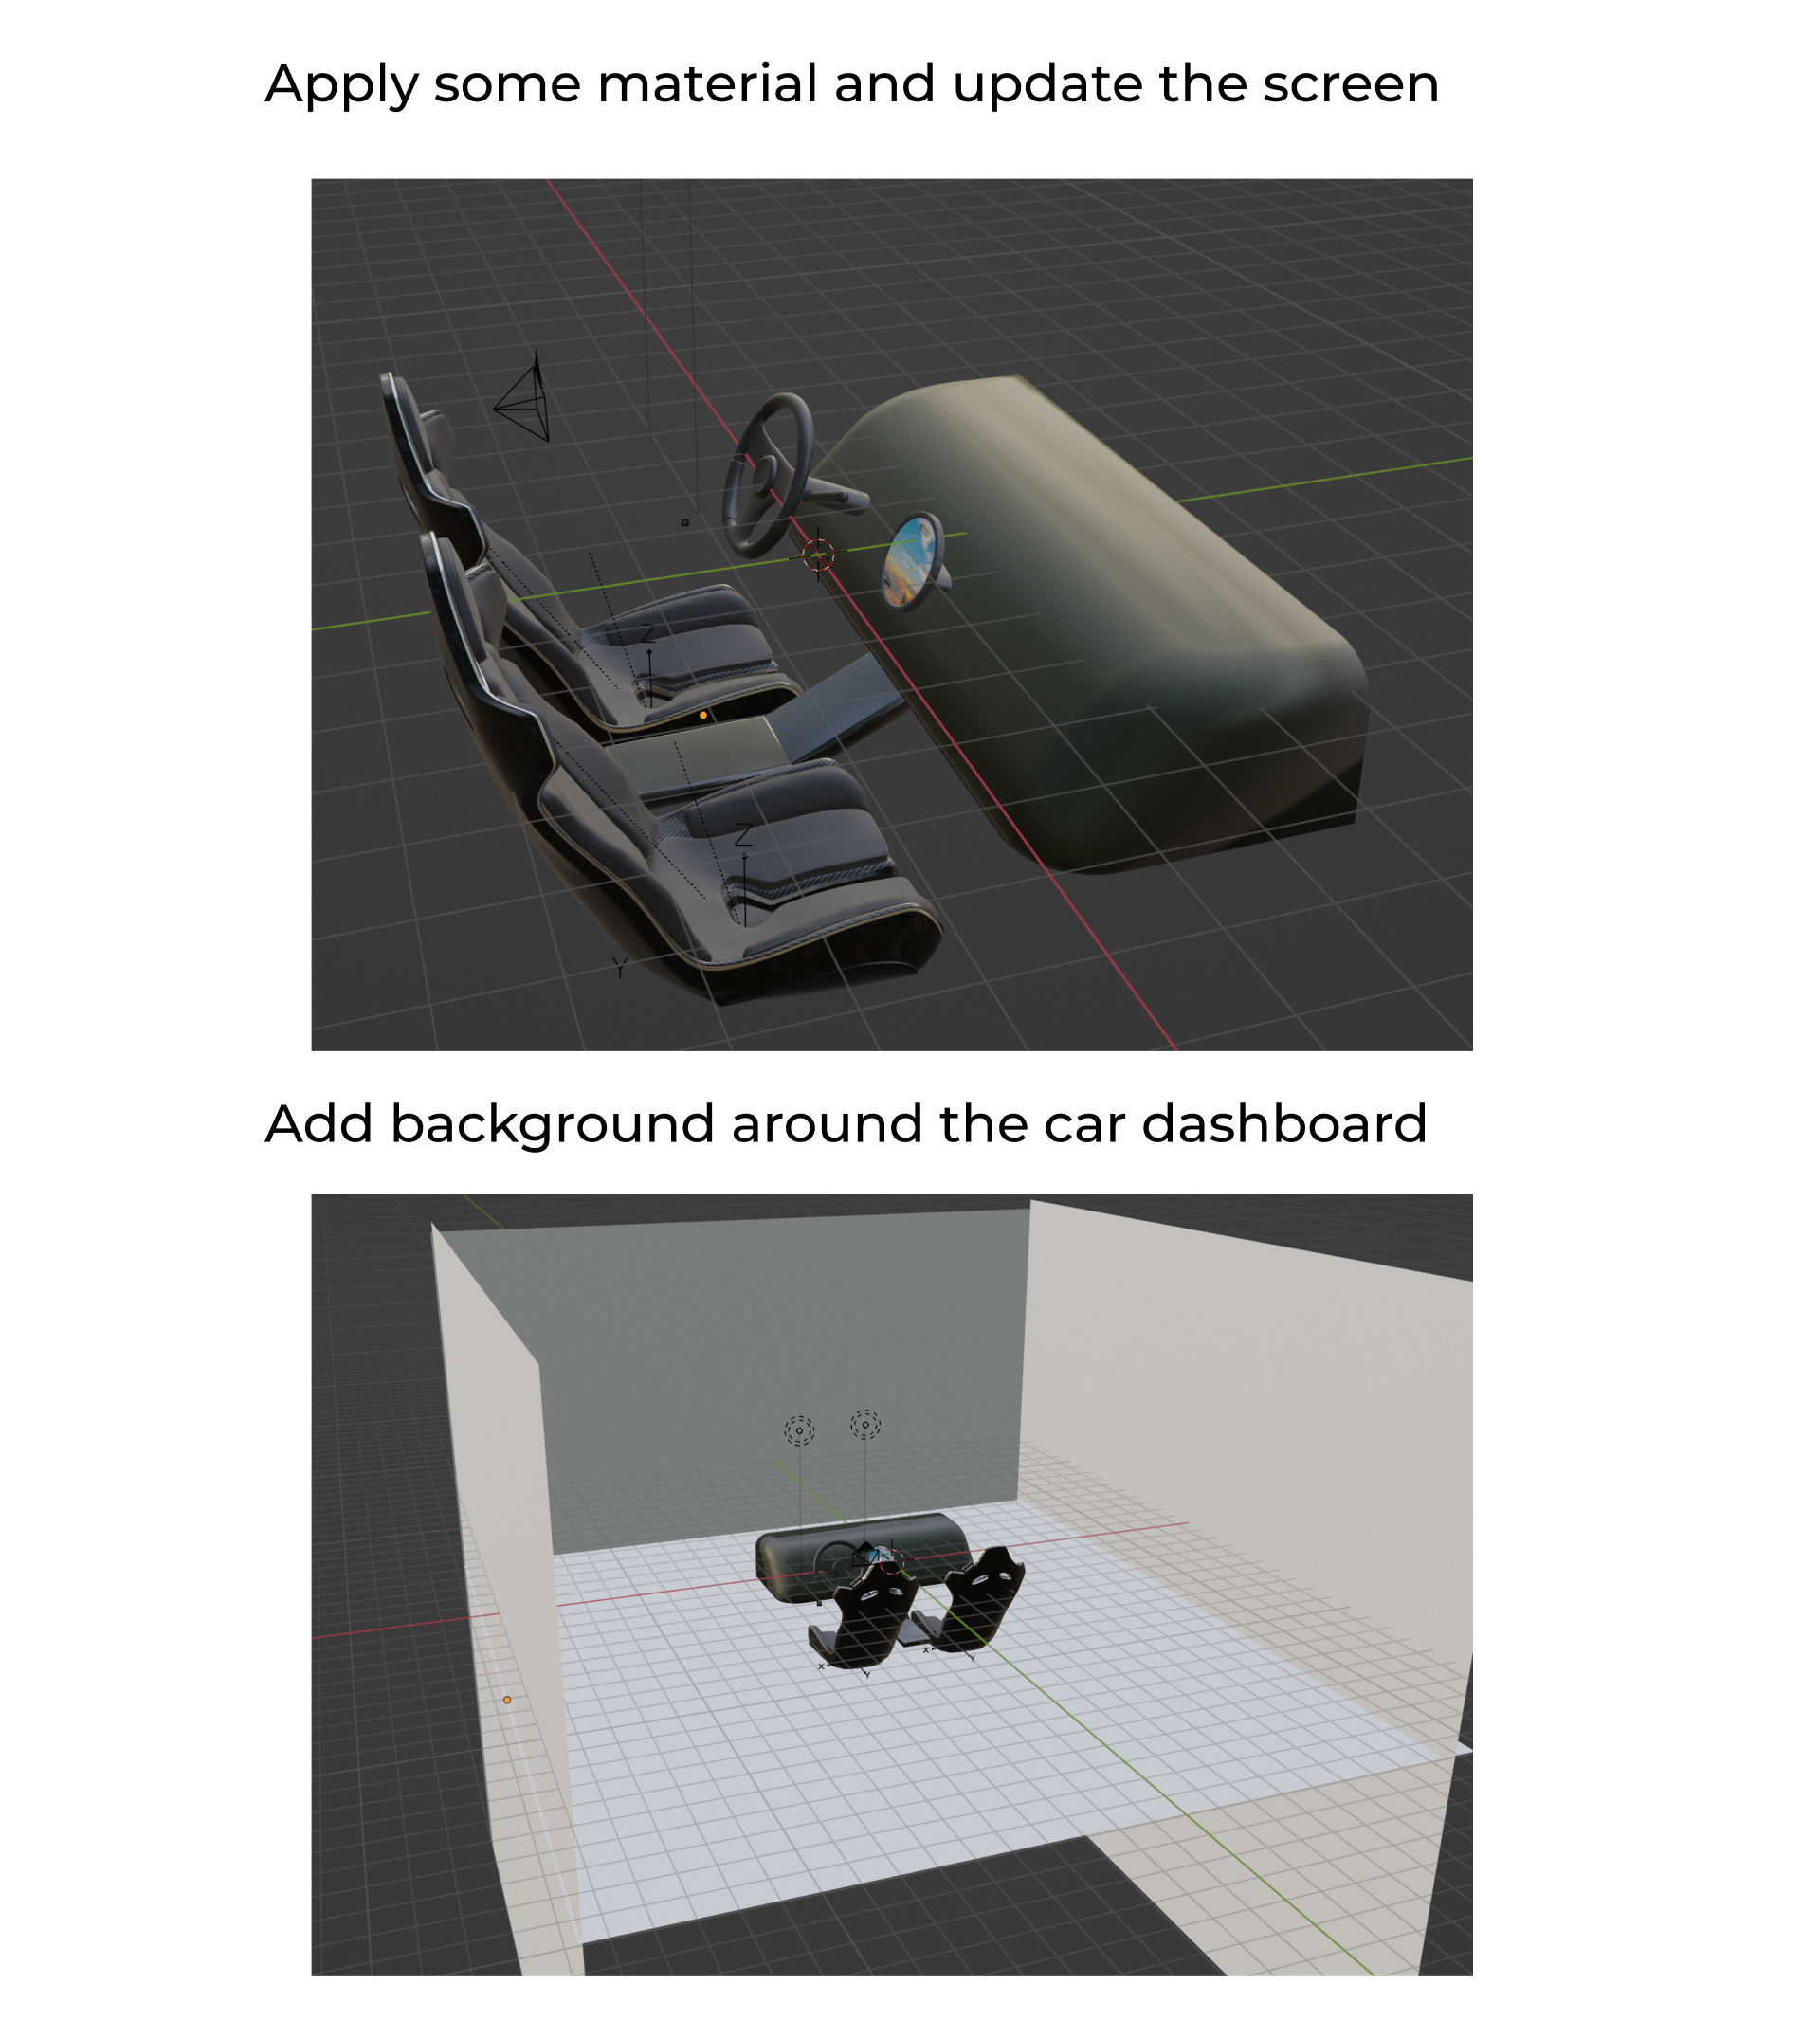 Apply some material and update the screen
Z
Z
Y
Add background around the car dashboard
X
Y
X
Y